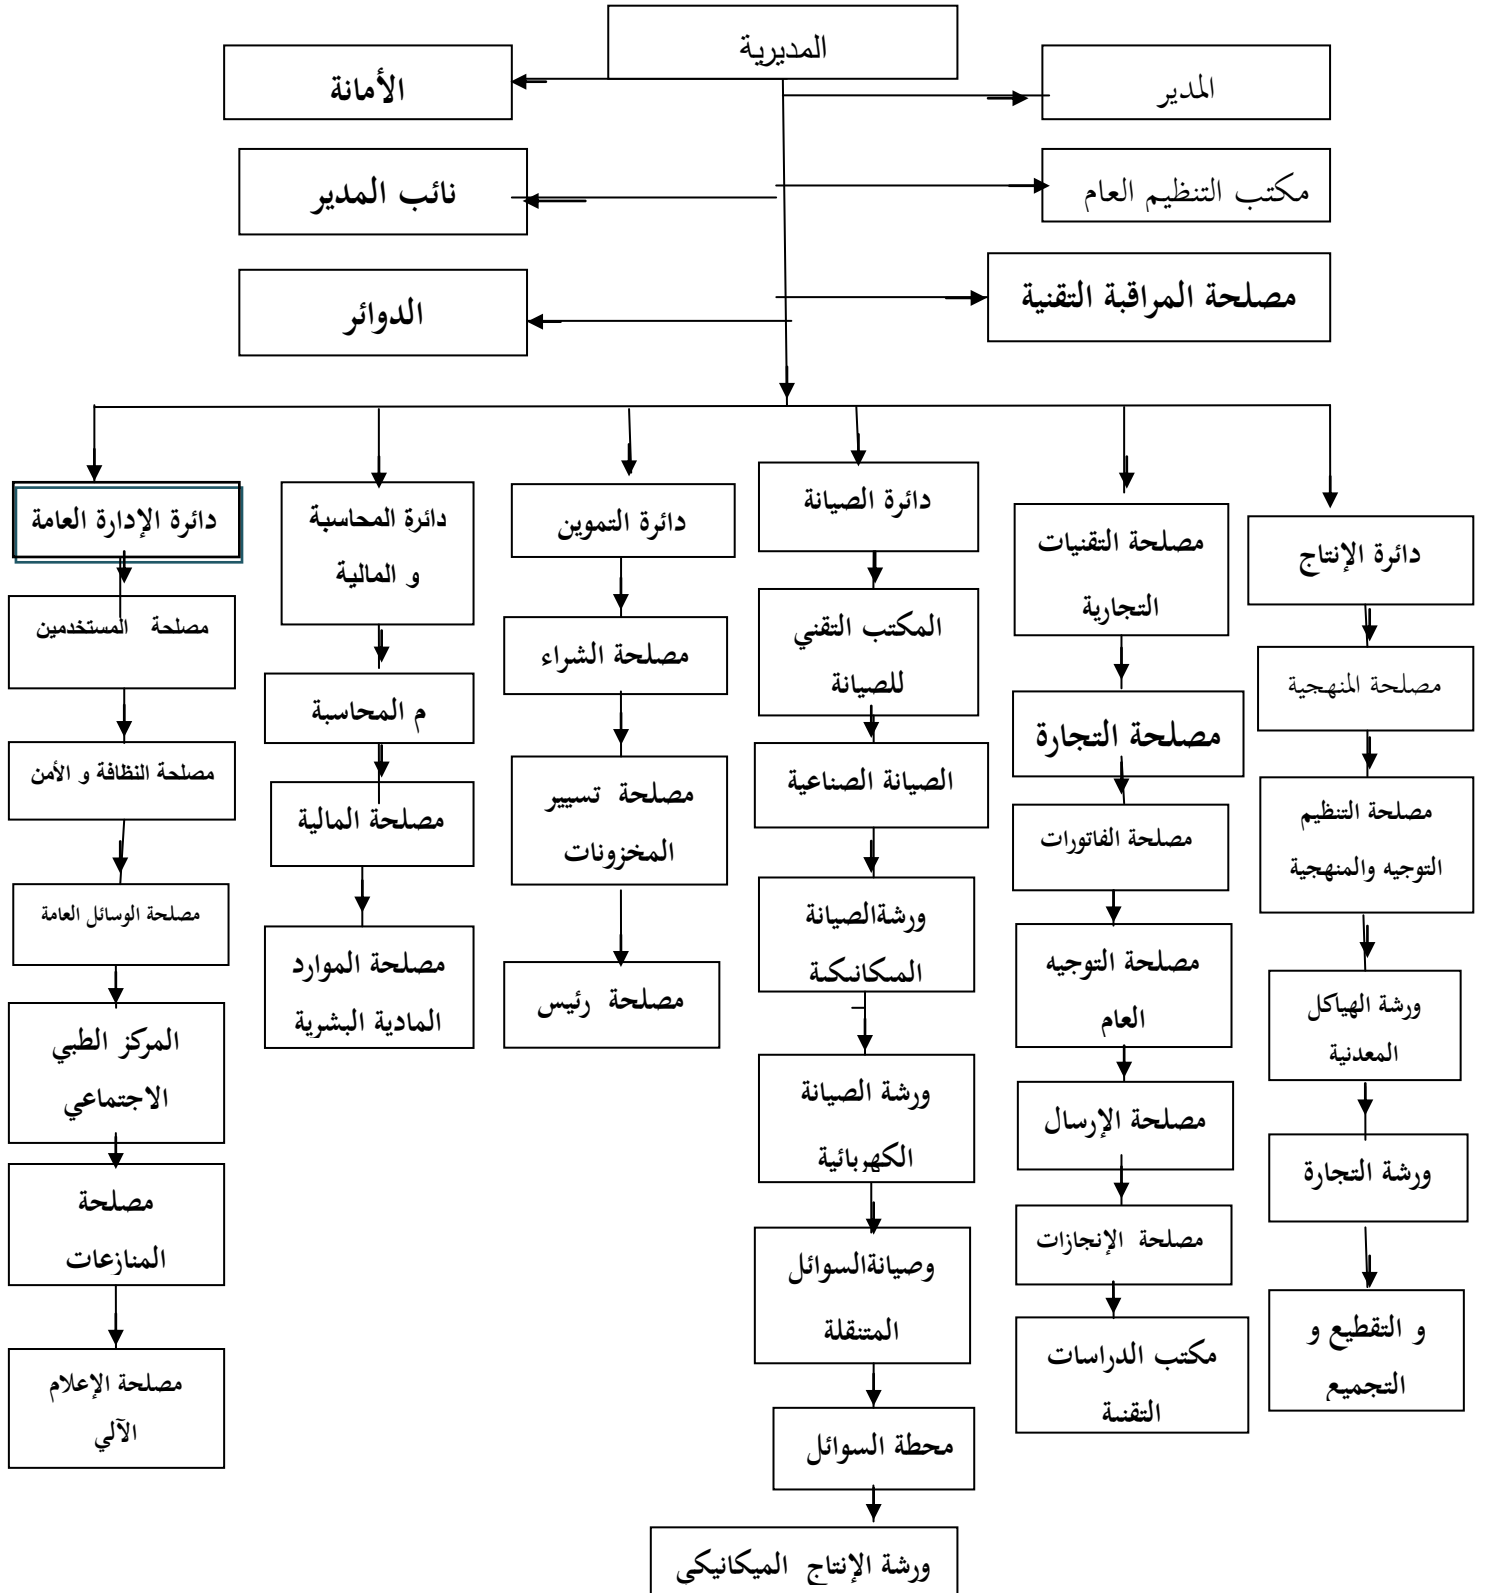 المديرية
المدير
الأمانة
مكتب التنظيم العام
نائب المدير
مصلحة المراقبة التقنية
الدوائر
دائرة الإنتاج
مصلحة المنهجية
مصلحة التنظيم
التوجيه والمنهجية
ورشة الهياكل
المعدنية
ورشة التجارة
و التقطيع و
التجميع
مصلحة التقنيات
التجارية
مصلحة التجارة
مصلحة الفاتورات
مصلحة التوجيه
العام
مصلحة الإرسال
مصلحة الإنجازات
مكتب الدراسات
التقنية
دائرة الصيانة
المكتب التقني
للصيانة
الصيانة الصناعية
ورشةالصيانة
الميكانيكية
ورشة الصيانة
الكهربائية
وصيانةالسوائل
المتنقلة
محطة السوائل
ورشة الإنتاج الميكانيكي
دائرة التموين
مصلحة الشراء
مصلحة تسيير
المخزونات
مصلحة رئيس
دائرة المحاسبة
و المالية
م المحاسبة
مصلحة المالية
مصلحة الموارد
المادية البشرية
دائرة الإدارة العامة
مصلحة المستخدمين
مصلحة النظافة و الأمن
مصلحة الوسائل العامة
المركز الطبي
الاجتماعي
مصلحة
المنازعات
مصلحة الإعلام
الآلي